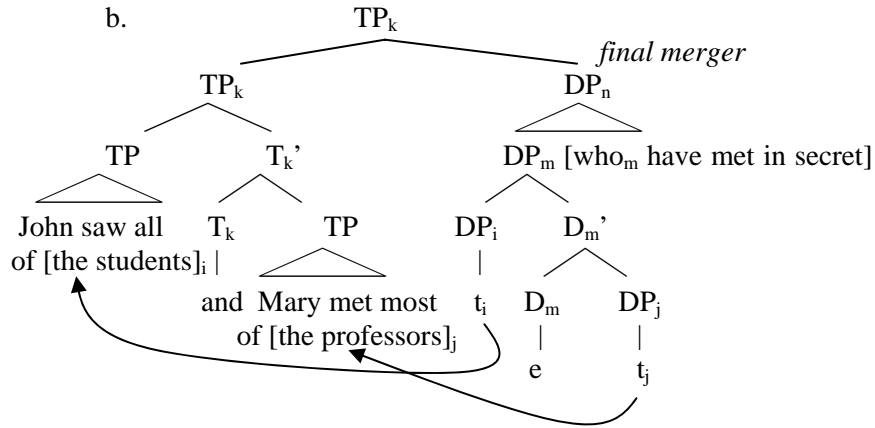 b. TPk
final merger
TPk DPn
TP Tk’ DPm [whom have met in secret]
John saw all Tk TP DPi Dm’
of [the students]i
and Mary met most ti Dm DPj
of [the professors]j
e tj